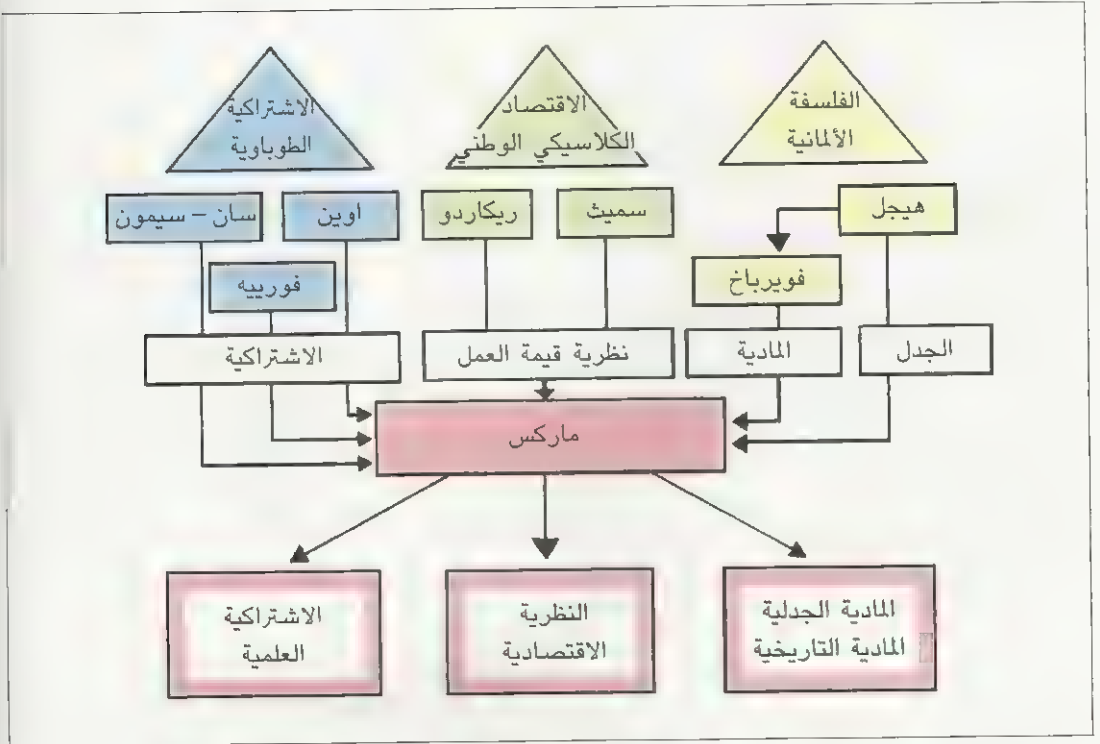 الفلسفة
الألمانية
الاقتصاد
الكلاسيكي الوطني
الاشتراكية
الطوباوية
هيجل
سميث
ريكاردو
اوين
سان – سيمون
فويرباخ
فورييه
الجدل
المادية
نظرية قيمة العمل
الاشتراكية
ماركس
المادية الجدلية
المادية التاريخية
النظرية
الاقتصادية
الاشتراكية
العلمية